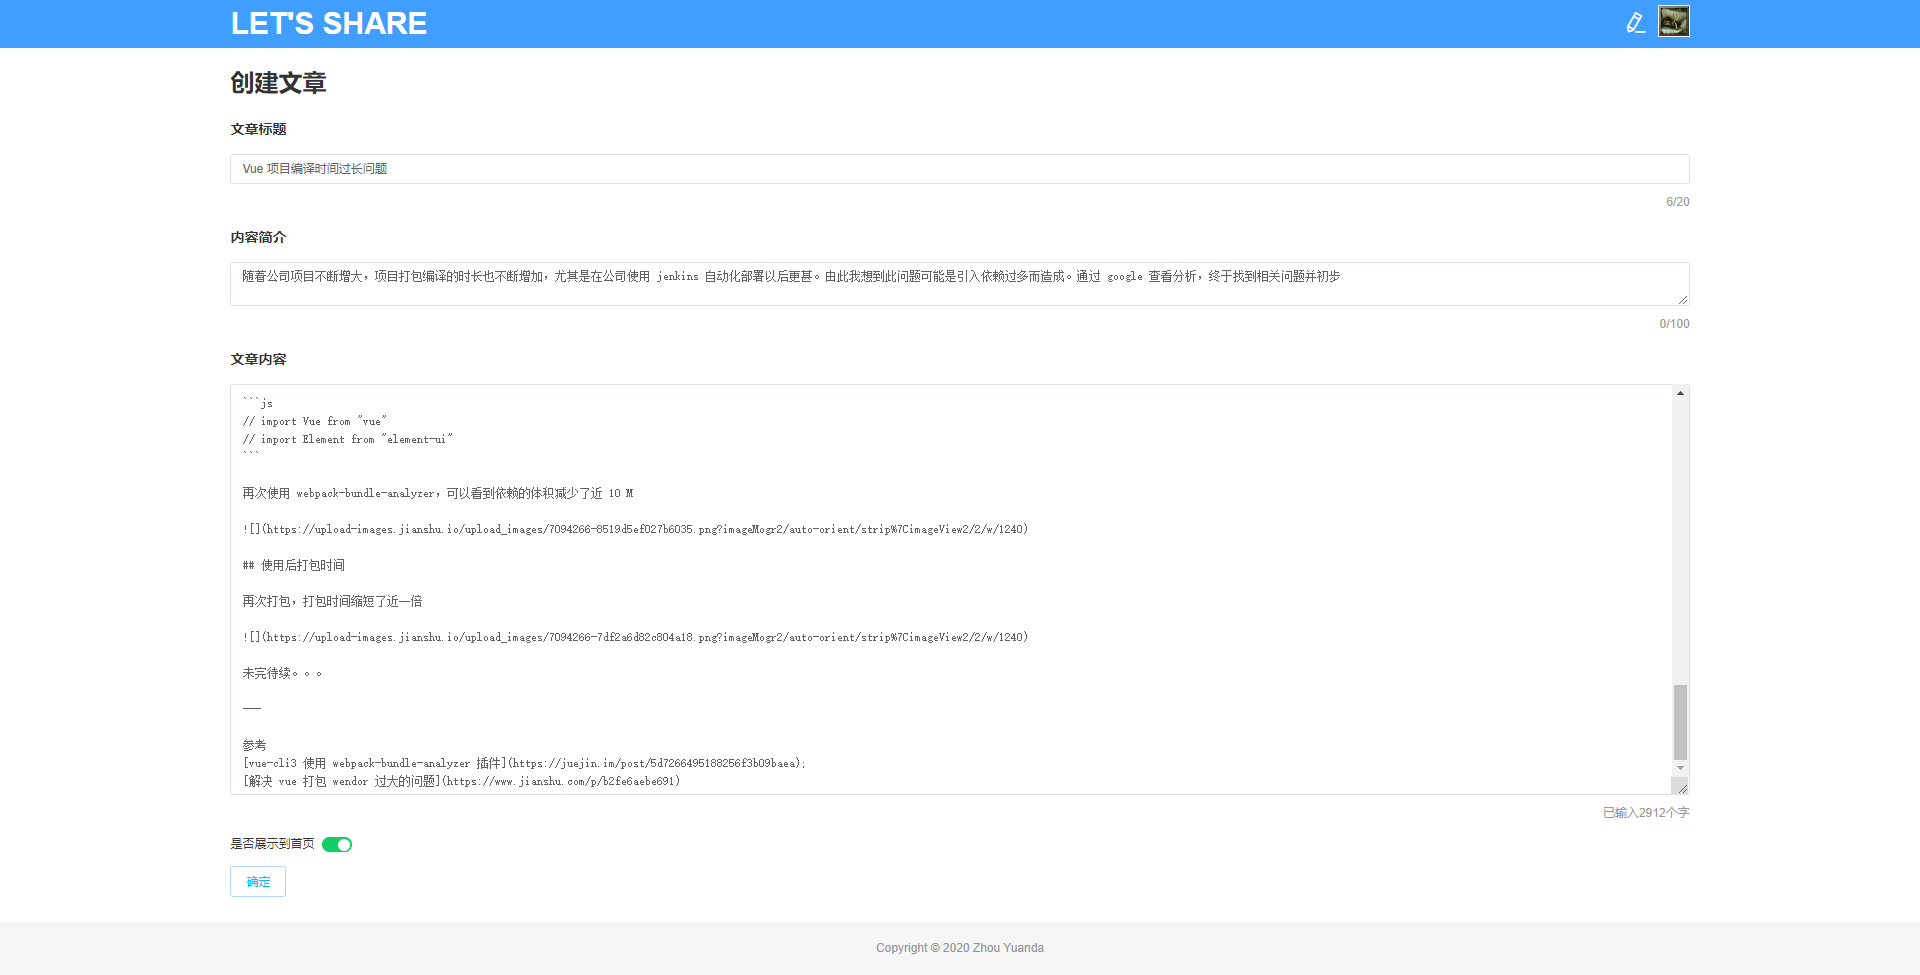 LET'S SHARE
创建文章
文章标题
Vue 项目编译时间过长问题
6/20
内容简介
随着公司项目不断增大，项目打包编译的时长也不断增加，尤其是在公司使用 jenkins 自动化部署以后更甚。由此我想到此问题可能是引入依赖过多而造成。通过 google 查看分析，终于找到相关问题并初步
0/100
文章内容
```js
// import Vue from "vue"
// import Element from "element-ui"
```
再次使用 webpack-bundle-analyzer，可以看到依赖的体积减少了近 10 M
![](https://upload-images.jianshu.io/upload_images/7094266-8519d5ef027b6035.png?imageMogr2/auto-orient/strip%7CimageView2/2/w/1240)
## 使用后打包时间
再次打包，打包时间缩短了近一倍
![](https://upload-images.jianshu.io/upload_images/7094266-7df2a6d82c804a18.png?imageMogr2/auto-orient/strip%7CimageView2/2/w/1240)
未完待续。。。
---
参考
[vue-cli3 使用 webpack-bundle-analyzer 插件](https://juejin.im/post/5d7266495188256f3b09baea);
[解决 vue 打包 wendor 过大的问题](https://www.jianshu.com/p/b2fe6aebe691)
已输入2912个字
是否展示到首页
确定
Copyright © 2020 Zhou Yuanda